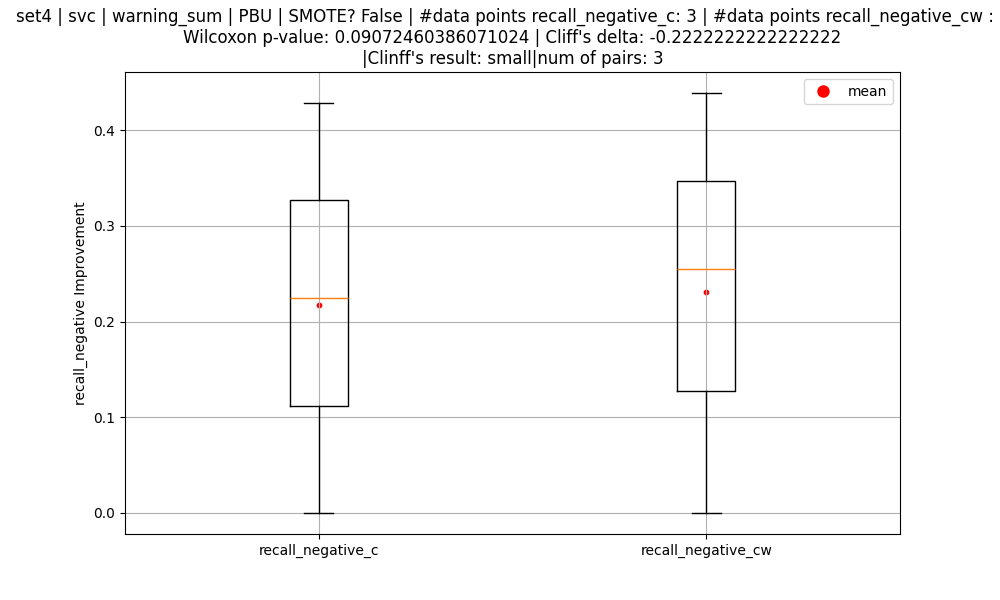 set4 | svc | warning_sum | PBU | SMOTE? False | #data points recall_negative_c: 3 | #data points recall_negative_cw :
Wilcoxon p-value: 0.09072460386071024 | Cliff's delta: -0.2222222222222222
|Clinff's result: small|num of pairs: 3
mean
recall_negative Improvement
0.4
0.3
0.2
0.1
0.0
recall_negative_c
recall_negative_cw